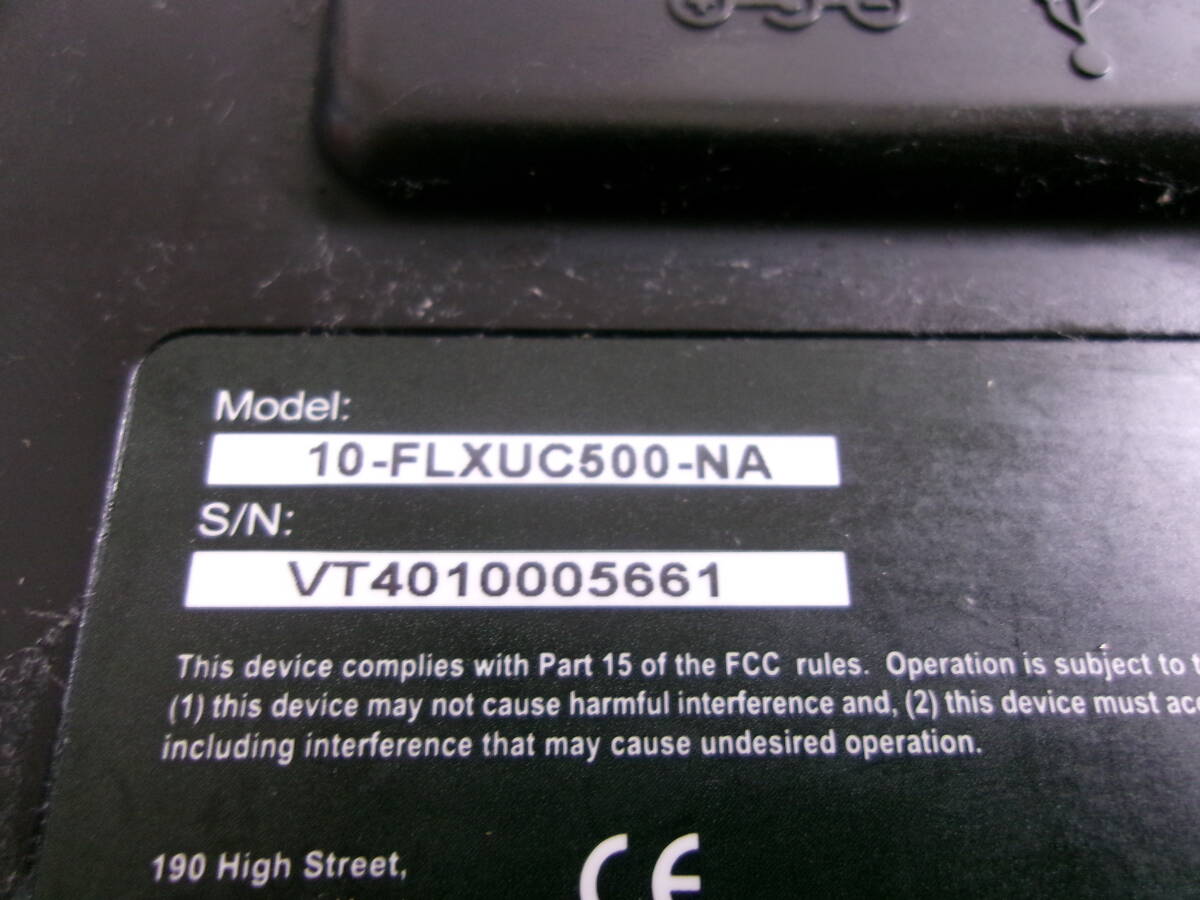 Model:
10-FLXUC500-NA
S/N:
VT4010005661
This device complies with Part 15 of the FCC rules. Operation is subject to
(1) this device may not cause harmful interference and, (2) this device must
including interference that may cause undesired operation.
190 High Street,
CE